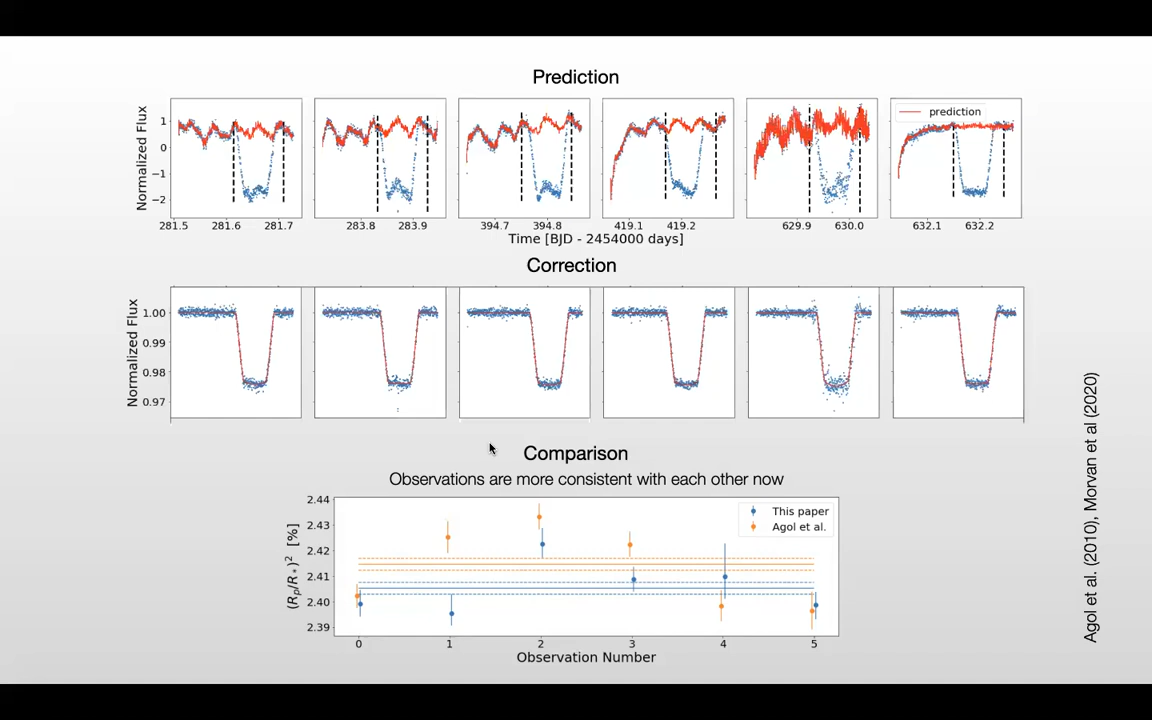 Prediction
Normalized Flux
1
0
−1
−2
prediction
281.5 281.6 281.7 283.8 283.9 394.7 394.8 419.1 419.2 629.9 630.0 632.1 632.2
Time [BJD - 2454000 days]
Correction
Normalized Flux
1.00
0.99
0.98
0.97
Comparison
Observations are more consistent with each other now
(Rp/R*)² [%]
2.44
2.43
2.42
2.41
2.40
2.39
This paper
Agol et al.
0 1 2 3 4 5
Observation Number
Agol et al. (2010), Morvan et al (2020)